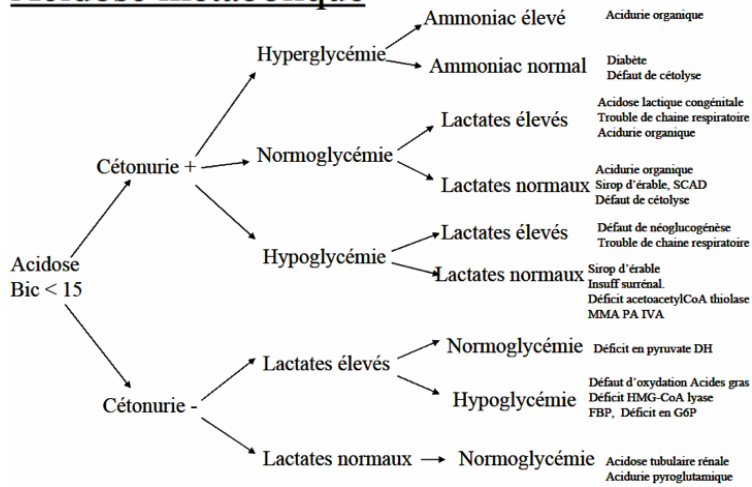 Ammoniac élevé
Acidurie organique
Hyperglycémie
Ammoniac normal
Diabète
Défaut de cétolyse
Lactates élevés
Acidose lactique congénitale
Trouble de chaine respiratoire
Acidurie organique
Cétonurie +
Normoglycémie
Lactates normaux
Acidurie organique
Sirop d'érable, SCAD
Défaut de cétolyse
Lactates élevés
Défaut de néoglucogénèse
Trouble de chaine respiratoire
Hypoglycémie
Lactates normaux
Sirop d'érable
Insuff surrénal.
Déficit acetoacetylCoA thiolase
MMA PA IVA
Acidose
Bic < 15
Lactates élevés
Normoglycémie
Déficit en pyruvate DH
Hypoglycémie
Défaut d'oxydation Acides gras
Déficit HMG-CoA lyase
FBP, Déficit en G6P
Cétonurie -
Lactates normaux
Normoglycémie
Acidose tubulaire rénale
Acidurie pyroglutamique